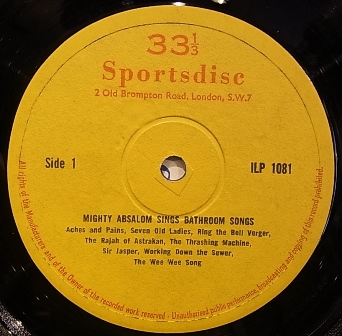 33 1/3
Sportsdisc
2 Old Brompton Road, London, S.W.7
Side 1
ILP 1081
MIGHTY ABSALOM SINGS BATHROOM SONGS
Aches and Pains, Seven Old Ladies, Ring the Bell Verger,
The Rajah of Astrakan, The Thrashing Machine,
Sir Jasper, Working Down the Sewer,
The Wee Wee Song
All rights of the Manufacturers and of the Owner of the recorded work reserved - Unauthorised public performance, broadcasting and copying of this record prohibited.